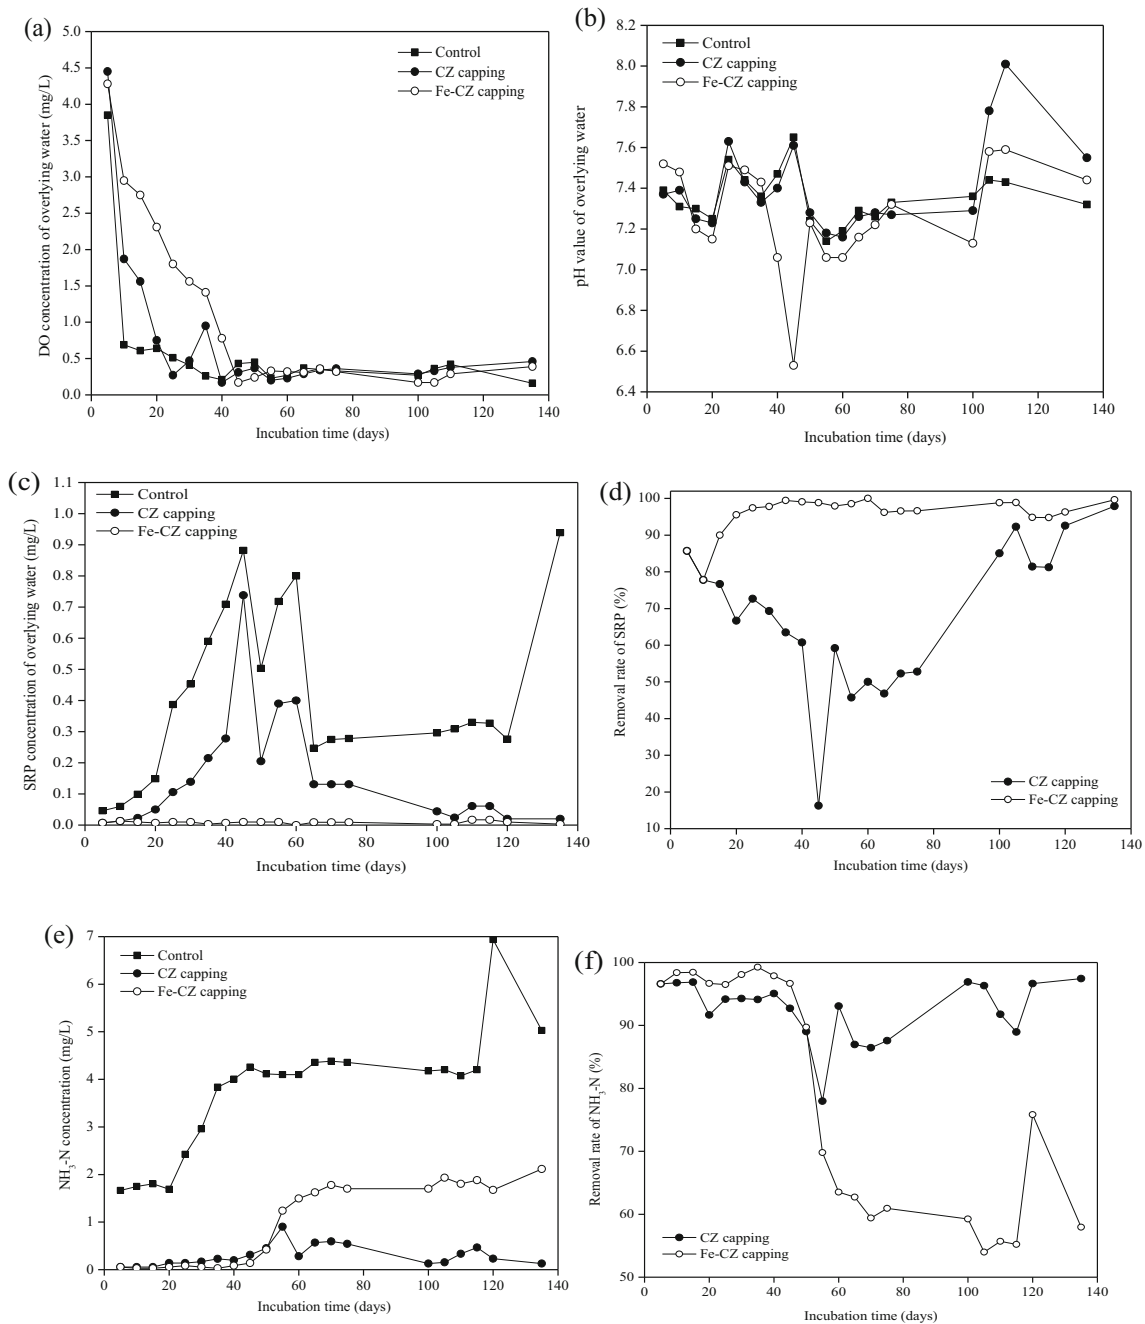 (a)
5.0
4.5
4.0
3.5
3.0
2.5
2.0
1.5
1.0
0.5
0.0
0 20 40 60 80 100 120 140
DO concentration of overlying water (mg/L)
Incubation time (days)
Control
CZ capping
Fe-CZ capping
(b)
8.2
8.0
7.8
7.6
7.4
7.2
7.0
6.8
6.6
6.4
0 20 40 60 80 100 120 140
pH value of overlying water
Incubation time (days)
Control
CZ capping
Fe-CZ capping
(c)
1.1
1.0
0.9
0.8
0.7
0.6
0.5
0.4
0.3
0.2
0.1
0.0
0 20 40 60 80 100 120 140
SRP concentration of overlying water (mg/L)
Incubation time (days)
Control
CZ capping
Fe-CZ capping
(d)
100
90
80
70
60
50
40
30
20
10
0 20 40 60 80 100 120 140
Removal rate of SRP (%)
Incubation time (days)
CZ capping
Fe-CZ capping
(e)
7
6
5
4
3
2
1
0
0 20 40 60 80 100 120 140
NH3-N concentration (mg/L)
Incubation time (days)
Control
CZ capping
Fe-CZ capping
(f)
100
90
80
70
60
50
0 20 40 60 80 100 120 140
Removal rate of NH3-N (%)
Incubation time (days)
CZ capping
Fe-CZ capping